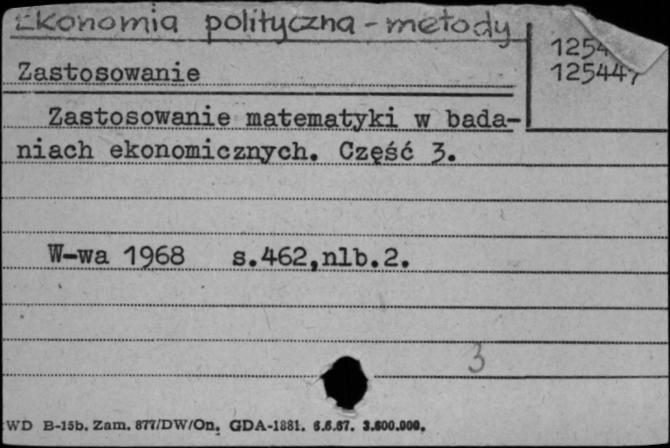 Ekonomia polityczna - metody
125447
Zastosowanie
Zastosowanie matematyki w bada-
niach ekonomicznych. Część 3.
W-wa 1968 s.462,nlb.2.
3
WD B-15b. Zam. 877/DW/On. GDA-1881. 6.6.67. 3.600.000.